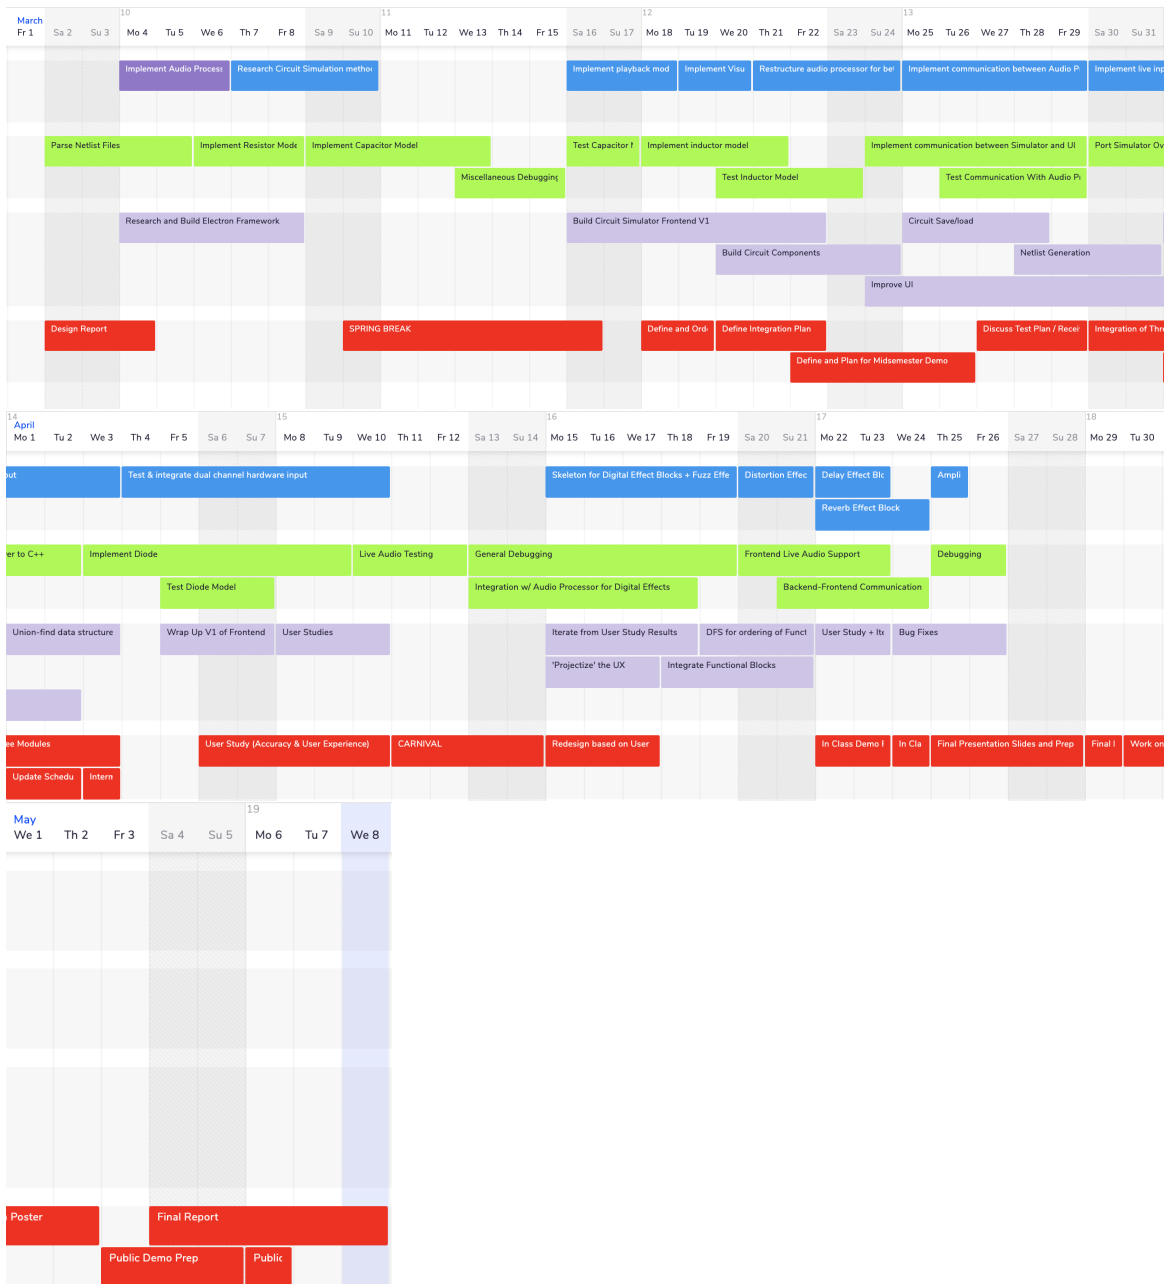 10 11 12 13
March
Fr 1 Sa 2 Su 3 Mo 4 Tu 5 We 6 Th 7 Fr 8 Sa 9 Su 10 Mo 11 Tu 12 We 13 Th 14 Fr 15 Sa 16 Su 17 Mo 18 Tu 19 We 20 Th 21 Fr 22 Sa 23 Su 24 Mo 25 Tu 26 We 27 Th 28 Fr 29 Sa 30 Su 31
Implement Audio Process Research Circuit Simulation metho Implement playback mod Implement Visu Restructure audio processor for be Implement communication between Audio P Implement live inp
Parse Netlist Files Implement Resistor Mode Implement Capacitor Model Test Capacitor Implement inductor model Implement communication between Simulator and UI Port Simulator Ov
Miscellaneous Debugging Test Inductor Model Test Communication With Audio P
Research and Build Electron Framework Build Circuit Simulator Frontend V1 Circuit Save/load
Build Circuit Components Netlist Generation
Improve UI
Design Report SPRING BREAK Define and Ord Define Integration Plan Discuss Test Plan / Recei Integration of Thr
Define and Plan for Midsemester Demo
14 15 16 17 18
April
Mo 1 Tu 2 We 3 Th 4 Fr 5 Sa 6 Su 7 Mo 8 Tu 9 We 10 Th 11 Fr 12 Sa 13 Su 14 Mo 15 Tu 16 We 17 Th 18 Fr 19 Sa 20 Su 21 Mo 22 Tu 23 We 24 Th 25 Fr 26 Sa 27 Su 28 Mo 29 Tu 30
out Test & integrate dual channel hardware input Skeleton for Digital Effect Blocks + Fuzz Effe Distortion Effec Delay Effect Blo Ampli
Reverb Effect Block
er to C++ Implement Diode Live Audio Testing General Debugging Frontend Live Audio Support Debugging
Test Diode Model Integration w/ Audio Processor for Digital Effects Backend-Frontend Communication
Union-find data structure Wrap Up V1 of Frontend User Studies Iterate from User Study Results DFS for ordering of Funct User Study + Ite Bug Fixes
'Projectize' the UX Integrate Functional Blocks
ee Modules User Study (Accuracy & User Experience) CARNIVAL Redesign based on User In Class Demo In Cla Final Presentation Slides and Prep Final Work on
Update Schedu Intern
19
May
We 1 Th 2 Fr 3 Sa 4 Su 5 Mo 6 Tu 7 We 8
Poster Final Report
Public Demo Prep Public